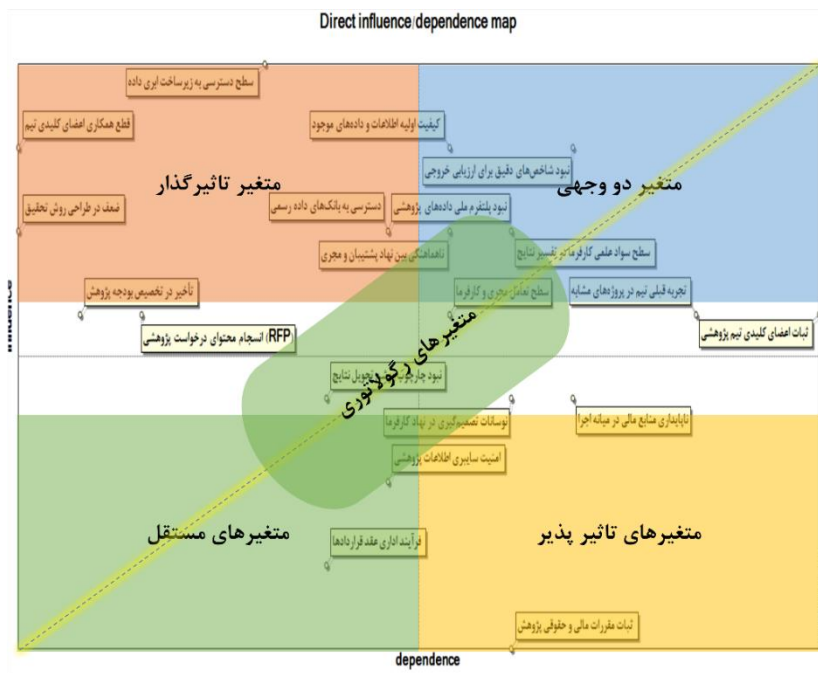 Direct influence/dependence map
سطح دسترسی به زیرساخت ابری داده
قطع همکاری اعضای کلیدی تیم
کیفیت اولیه اطلاعات و داده‌های موجود
نبود شاخص‌های دقیق برای ارزیابی خروجی
متغیر تاثیرگذار
متغیر دو وجهی
ضعف در طراحی روش تحقیق
دسترسی به بانک‌های داده رسمی
نبود پلتفرم ملی داده‌های پژوهشی
ناهماهنگی بین نهاد پشتیبان و مجری
سطح سواد علمی کارفرما در تفسیر نتایج
تأخیر در تخصیص بودجه پژوهش
سطح تعامل مجری و کارفرما
تجربه قبلی تیم در پروژه‌های مشابه
انسجام محتوای درخواست پژوهشی (RFP)
ثبات اعضای کلیدی تیم پژوهشی
متغیرهای رگولاتوری
نبود چارچوب تحویل نتایج
نوسانات تصمیم‌گیری در نهاد کارفرما
ناپایداری منابع مالی در میانه اجرا
امنیت سایبری اطلاعات پژوهشی
متغیرهای مستقل
متغیرهای تاثیر پذیر
فرآیند اداری عقد قراردادها
ثبات مقررات مالی و حقوقی پژوهش
dependence